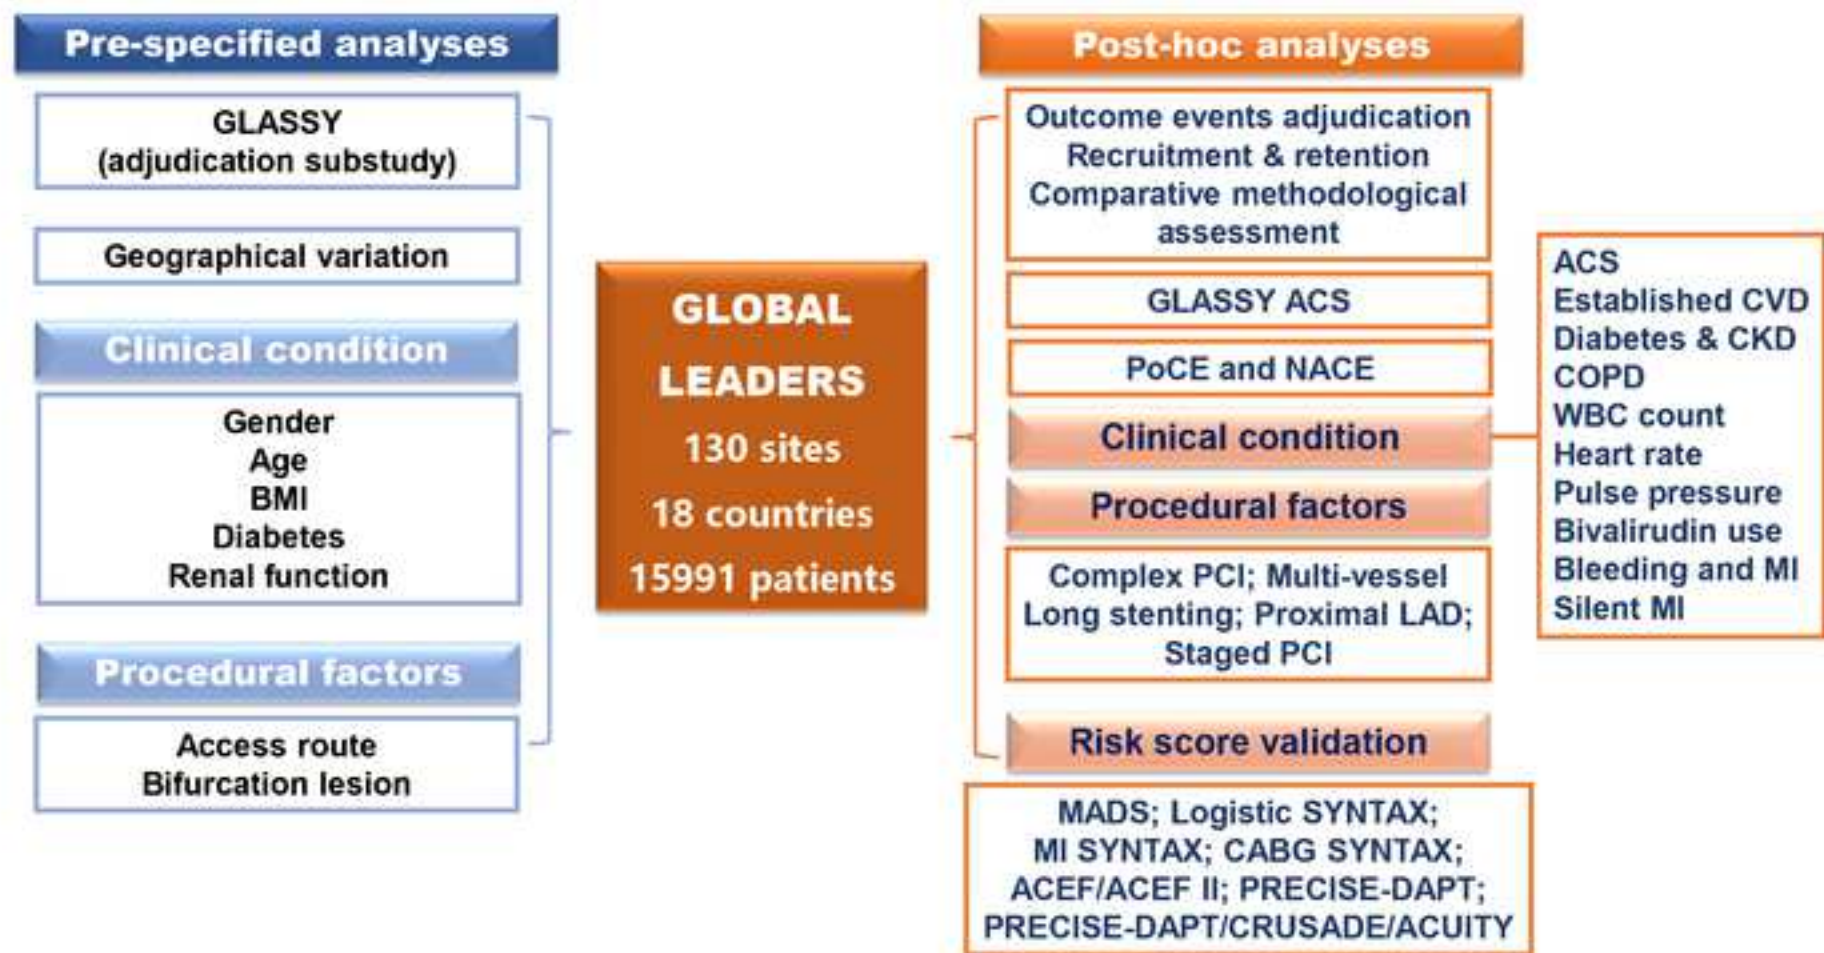 Pre-specified analyses
GLASSY
(adjudication substudy)
Geographical variation
Clinical condition
Gender
Age
BMI
Diabetes
Renal function
Procedural factors
Access route
Bifurcation lesion
GLOBAL
LEADERS
130 sites
18 countries
15991 patients
Post-hoc analyses
Outcome events adjudication
Recruitment & retention
Comparative methodological
assessment
GLASSY ACS
PoCE and NACE
Clinical condition
Procedural factors
Complex PCI; Multi-vessel
Long stenting; Proximal LAD;
Staged PCI
Risk score validation
MADS; Logistic SYNTAX;
MI SYNTAX; CABG SYNTAX;
ACEF/ACEF II; PRECISE-DAPT;
PRECISE-DAPT/CRUSADE/ACUITY
ACS
Established CVD
Diabetes & CKD
COPD
WBC count
Heart rate
Pulse pressure
Bivalirudin use
Bleeding and MI
Silent MI